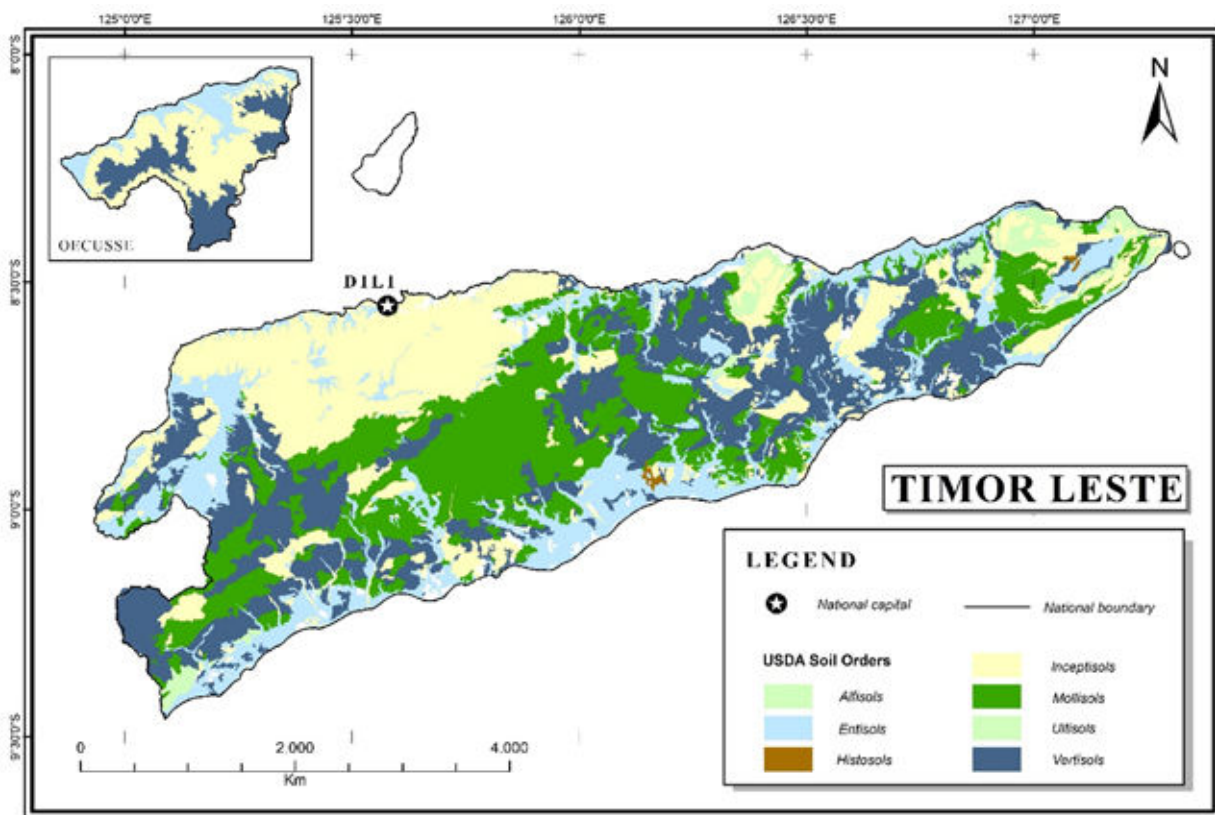 125°0'0"E 125°30'0"E 126°0'0"E 126°30'0"E 127°0'0"E
8°0'0"S
8°30'0"S
9°0'0"S
9°30'0"S
N
OECUSSE
DILI
TIMOR LESTE
LEGEND
National capital
National boundary
USDA Soil Orders
Alfisols
Entisols
Histosols
Inceptisols
Mollisols
Ultisols
Vertisols
0 2.000 4.000
Km